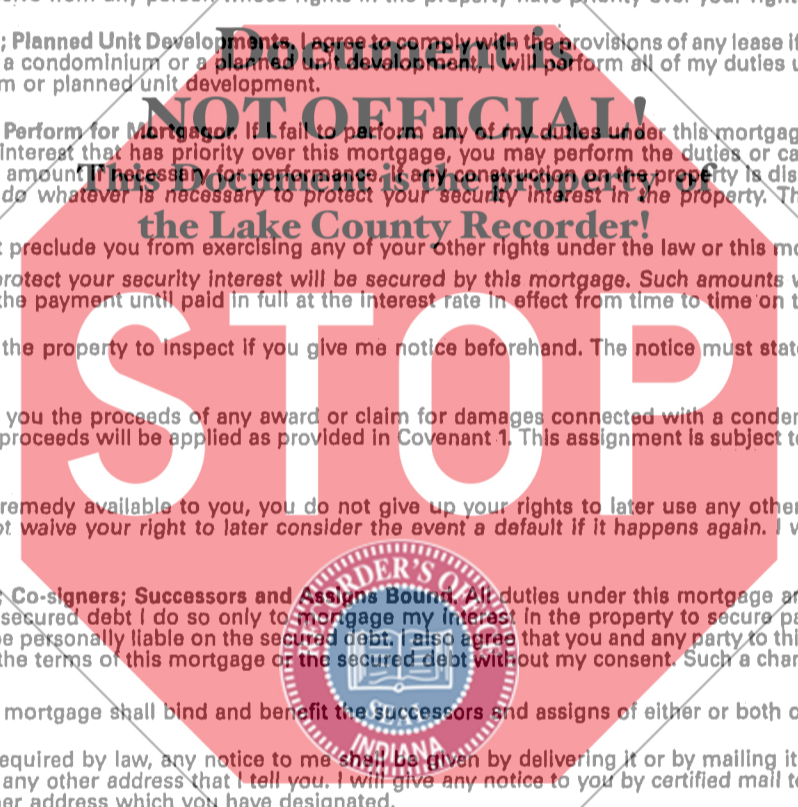 ; Planned Unit Developments. I agree to comply with the provisions of any lease if
Document is
a condominium or a planned unit development, I will perform all of my duties u
m or planned unit development.
NOT OFFICIAL!
Perform for Mortgagor. If I fail to perform any of my duties under this mortgag
interest that has priority over this mortgage, you may perform the duties or ca
This Document is the property of
amount if necessary for performance. If any construction on the property is dis
do whatever is necessary to protect your security interest in the property. Th
the Lake County Recorder!
t preclude you from exercising any of your other rights under the law or this mo
rotect your security interest will be secured by this mortgage. Such amounts
he payment until paid in full at the interest rate in effect from time to time on t
STOP
the property to inspect if you give me notice beforehand. The notice must stat
you the proceeds of any award or claim for damages connected with a conder
proceeds will be applied as provided in Covenant 1. This assignment is subject t
remedy available to you, you do not give up your rights to later use any other
ot waive your right to later consider the event a default if it happens again. I
; Co-signers; Successors and Assigns Bound. All duties under this mortgage ar
secured debt I do so only to mortgage my interest in the property to secure pa
e personally liable on the secured debt. I also agree that you and any party to thi
the terms of this mortgage or the secured debt without my consent. Such a char
mortgage shall bind and benefit the successors and assigns of either or both o
equired by law, any notice to me shall be given by delivering it or by mailing it
any other address that I tell you. I will give any notice to you by certified mail t
er address which you have designated.
RECORDER'S OFFICE
SEAL
INDIANA